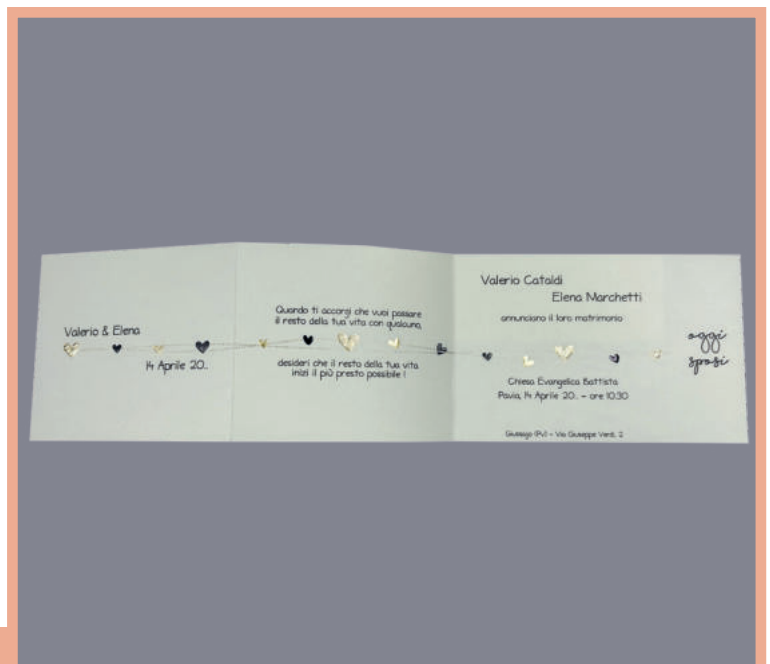 Valerio & Elena
14 Aprile 20..
Quando ti accorgi che vuoi passare
il resto della tua vita con qualcuno,
desideri che il resto della tua vita
inizi il più presto possibile !
Valerio Cataldi
Elena Marchetti
annunciano il loro matrimonio
Chiesa Evangelica Battista
Pavia, 14 Aprile 20.. - ore 10.30
Giussago (PV) - Via Giuseppe Verdi, 2
oggi
sposi